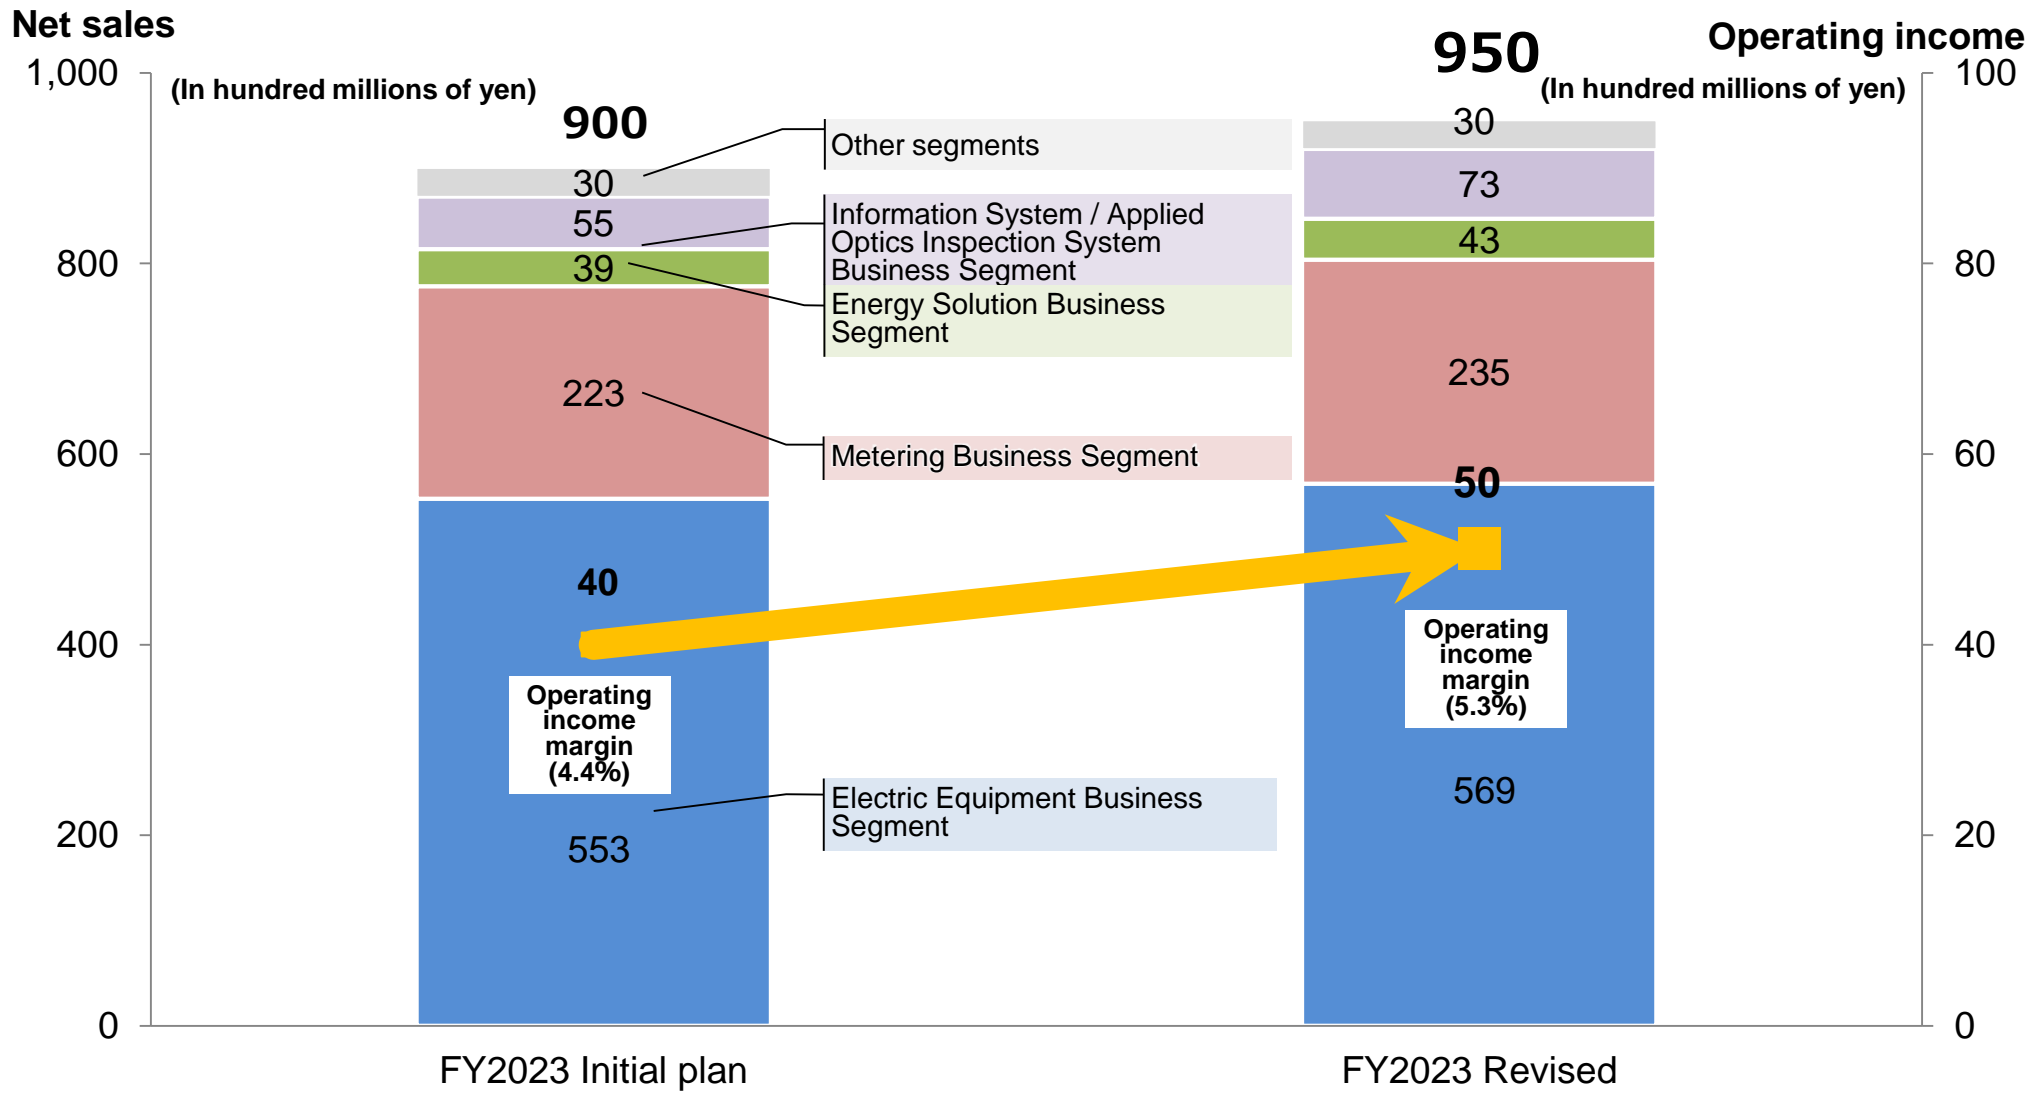 Net sales
Operating income
(In hundred millions of yen)
(In hundred millions of yen)
1,000
800
600
400
200
0
100
80
60
40
20
0
900
30
55
39
223
40
Operating
income
margin
(4.4%)
553
Other segments
Information System / Applied
Optics Inspection System
Business Segment
Energy Solution Business
Segment
Metering Business Segment
Electric Equipment Business
Segment
950
30
73
43
235
50
Operating
income
margin
(5.3%)
569
FY2023 Initial plan
FY2023 Revised